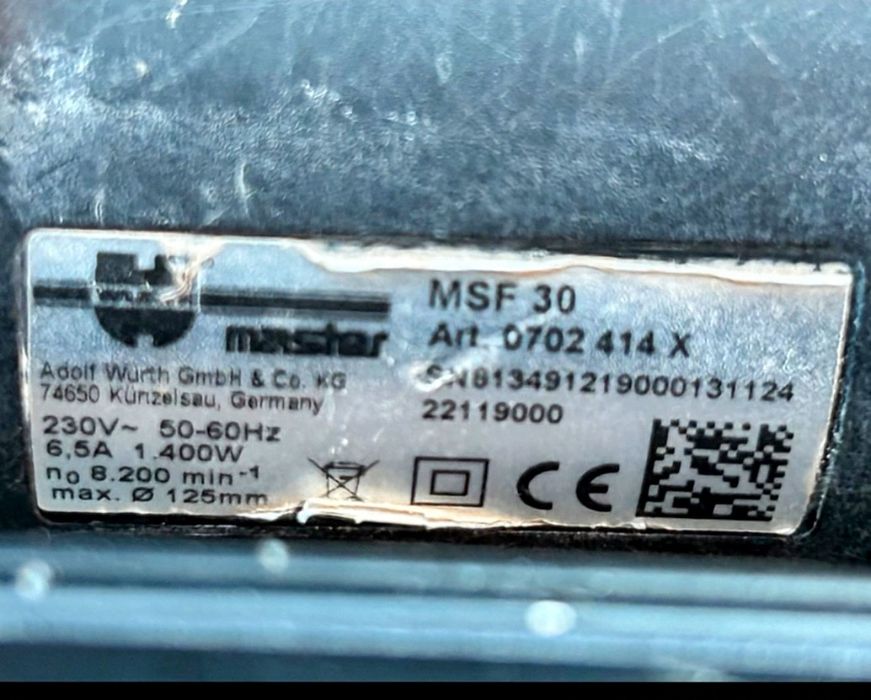 master
Adolf Würth GmbH & Co. KG
74650 Künzelsau, Germany
230V~ 50-60Hz
6,5A 1.400W
n₀ 8.200 min⁻¹
max. Ø 125mm
MSF 30
Art. 0702 414 X
SN813491219000131124
22119000
CE